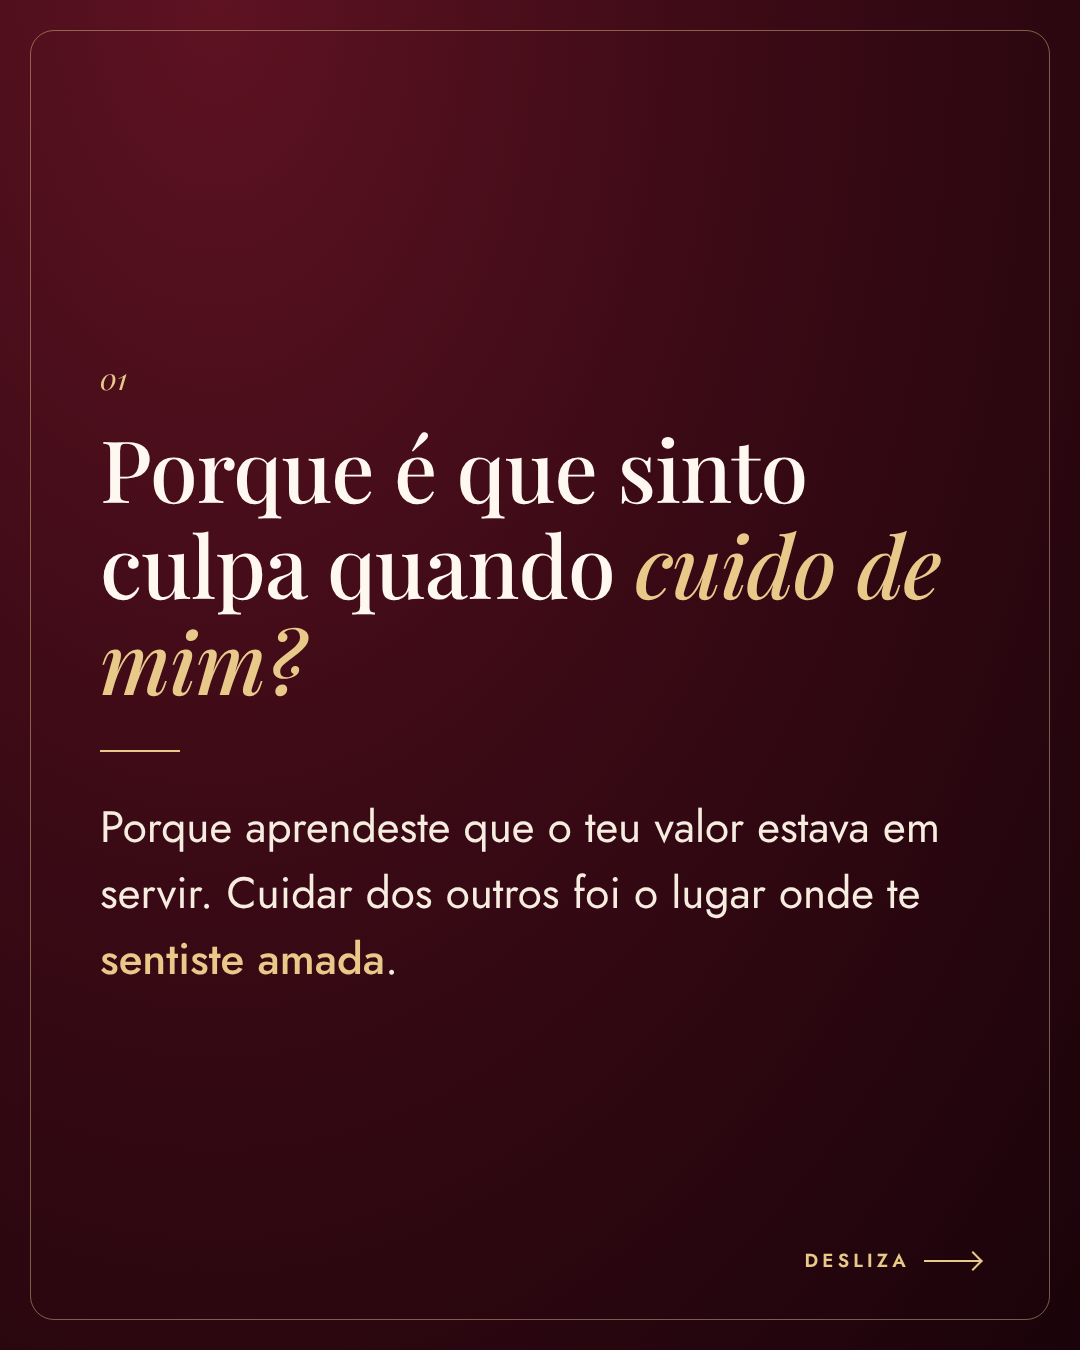 01
Porque é que sinto
culpa quando cuido de
mim?
Porque aprendeste que o teu valor estava em
servir. Cuidar dos outros foi o lugar onde te
sentiste amada.
DESLIZA